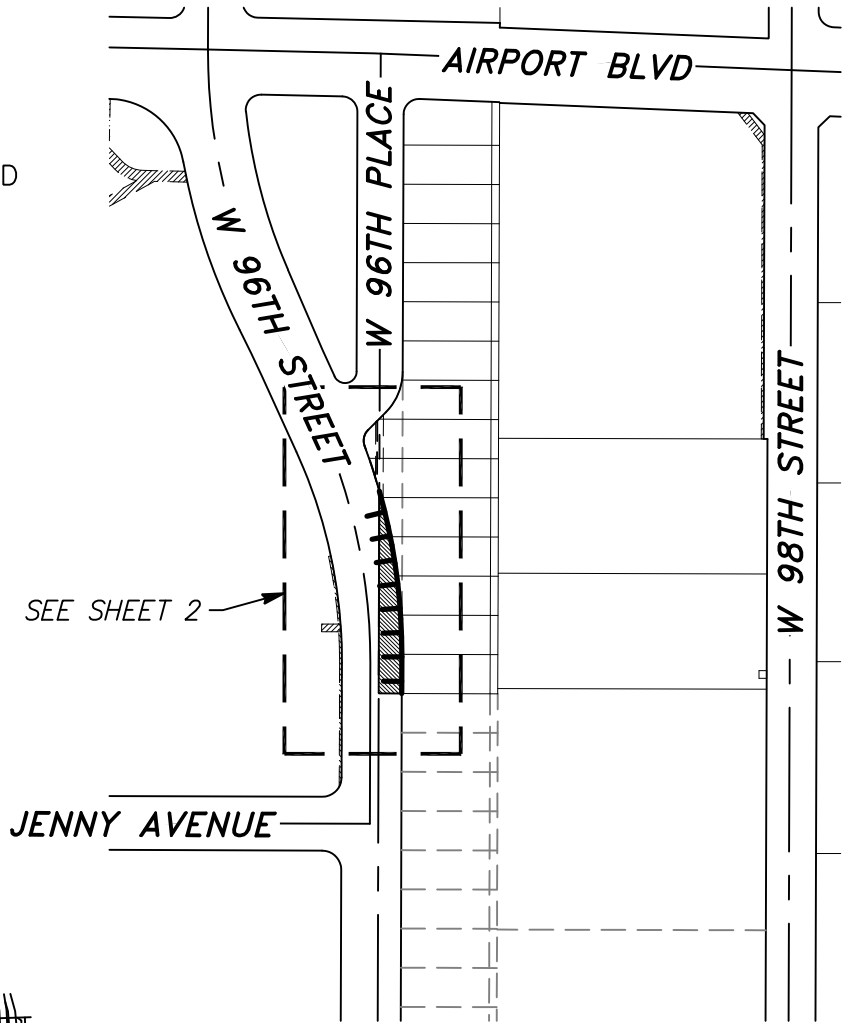 AIRPORT BLVD
D
W 96TH PLACE
W 96TH STREET
W 98TH STREET
SEE SHEET 2
JENNY AVENUE